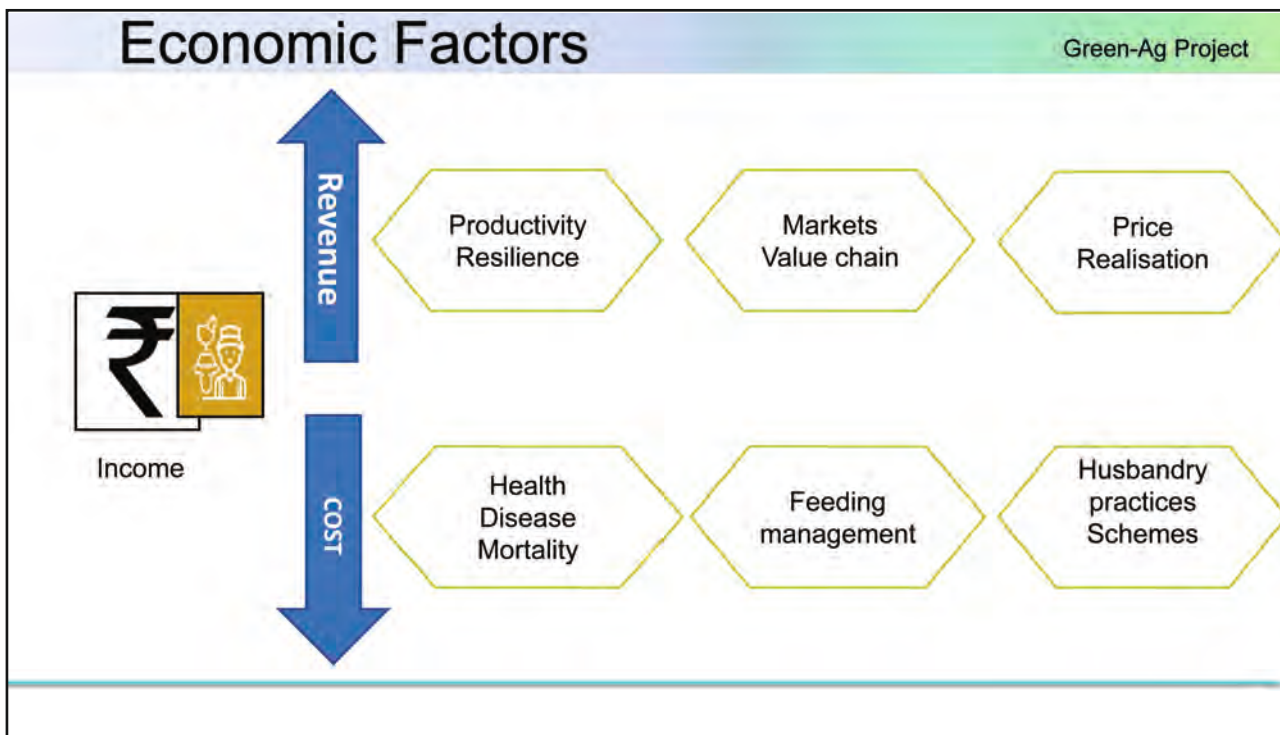 Economic Factors
Green-Ag Project
Revenue
Productivity
Resilience
Markets
Value chain
Price
Realisation
₹
Income
COST
Health
Disease
Mortality
Feeding
management
Husbandry
practices
Schemes